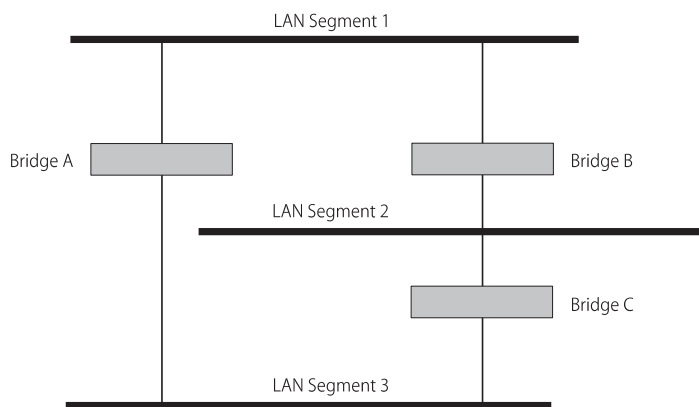 LAN Segment 1
Bridge A
Bridge B
LAN Segment 2
Bridge C
LAN Segment 3